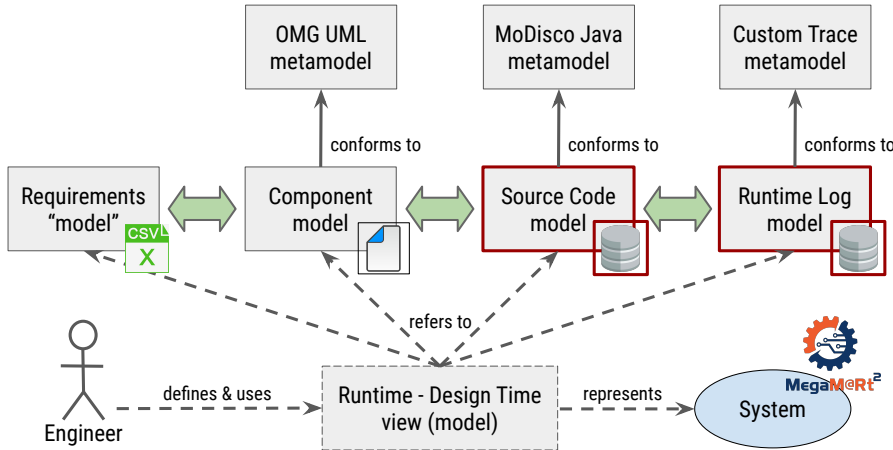 OMG UML
metamodel
MoDisco Java
metamodel
Custom Trace
metamodel
conforms to
conforms to
conforms to
Requirements
“model”
CSV
X
Component
model
Source Code
model
Runtime Log
model
refers to
Engineer
defines & uses
Runtime - Design Time
view (model)
represents
System
MegaM@Rt²